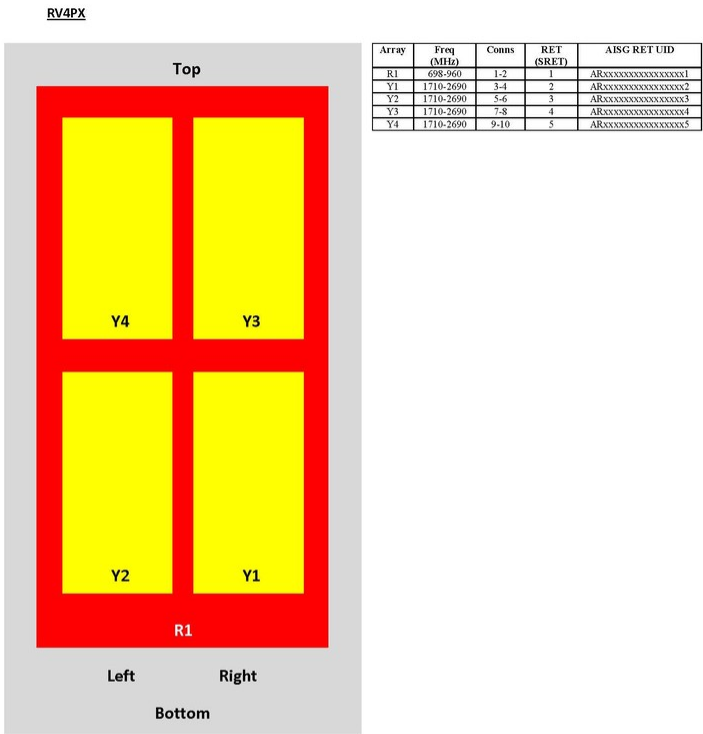 RV4PX
Top
Y4 Y3
Y2 Y1
R1
Left Right
Bottom
Array Freq (MHz) Conns RET (SRET) AISG RET UID
R1 698-960 1-2 1 ARxxxxxxxxxxxxxxxx1
Y1 1710-2690 3-4 2 ARxxxxxxxxxxxxxxxx2
Y2 1710-2690 5-6 3 ARxxxxxxxxxxxxxxxx3
Y3 1710-2690 7-8 4 ARxxxxxxxxxxxxxxxx4
Y4 1710-2690 9-10 5 ARxxxxxxxxxxxxxxxx5